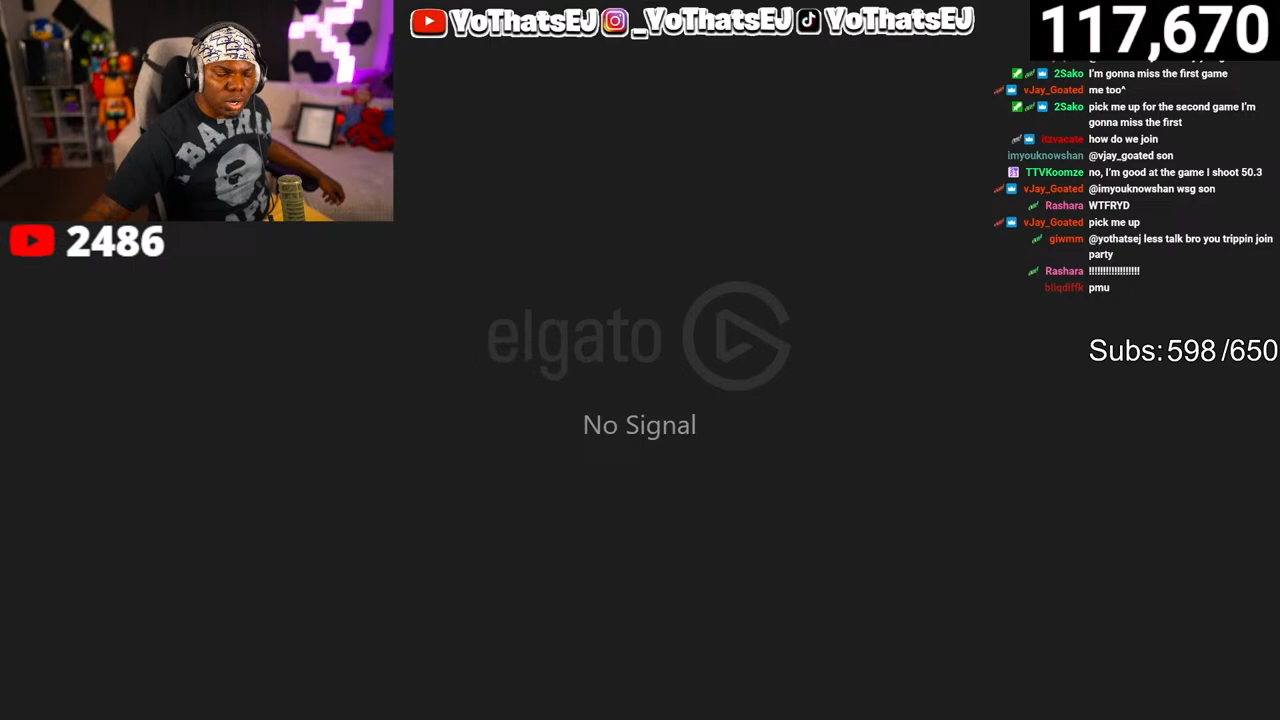 YoThatsEJ _YoThatsEJ YoThatsEJ
117,670
2Sako I'm gonna miss the first game
vJay_Goated me too^
2Sako pick me up for the second game I'm
gonna miss the first
itzvacate how do we join
imyouknowshan @vjay_goated son
TTVKoomze no, I'm good at the game I shoot 50.3
vJay_Goated @imyouknowshan wsg son
Rashara WTFRYD
vJay_Goated pick me up
giwmm @yothatsej less talk bro you trippin join
party
Rashara !!!!!!!!!!!!!!!!!!
bliqdiffk pmu
2486
Subs: 598 /650
elgato
No Signal